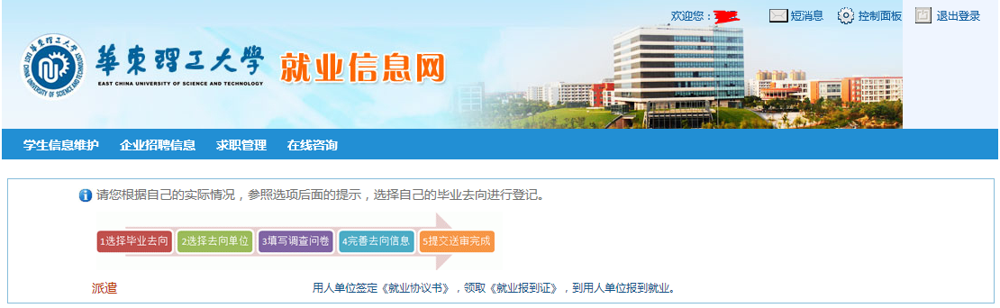 欢迎您：
短消息
控制面板
退出登录
華東理工大學
EAST CHINA UNIVERSITY OF SCIENCE AND TECHNOLOGY
就业信息网
学生信息维护 企业招聘信息 求职管理 在线咨询
请您根据自己的实际情况，参照选项后面的提示，选择自己的毕业去向进行登记。
1选择毕业去向 2选择去向单位 3填写调查问卷 4完善去向信息 5提交送审完成
派遣 用人单位签定《就业协议书》，领取《就业报到证》，到用人单位报到就业。